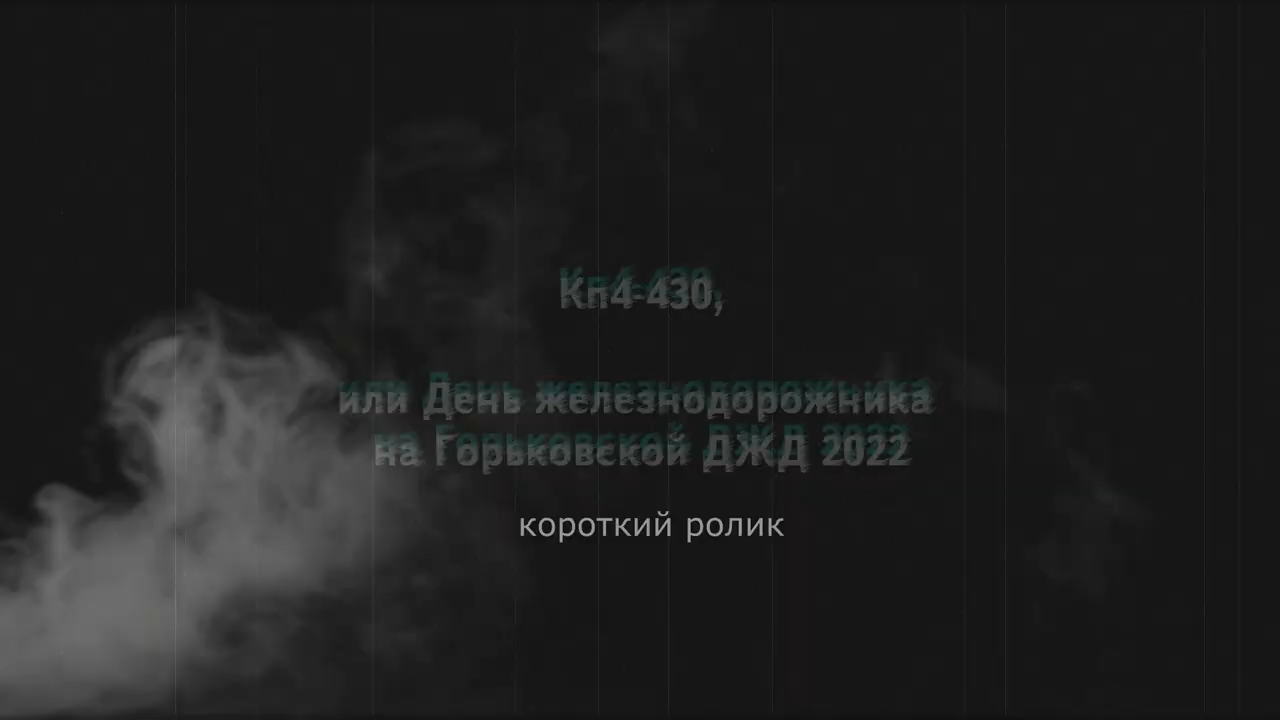 Кп4-430,
или День железнодорожника
на Горьковской ДЖД 2022
короткий ролик